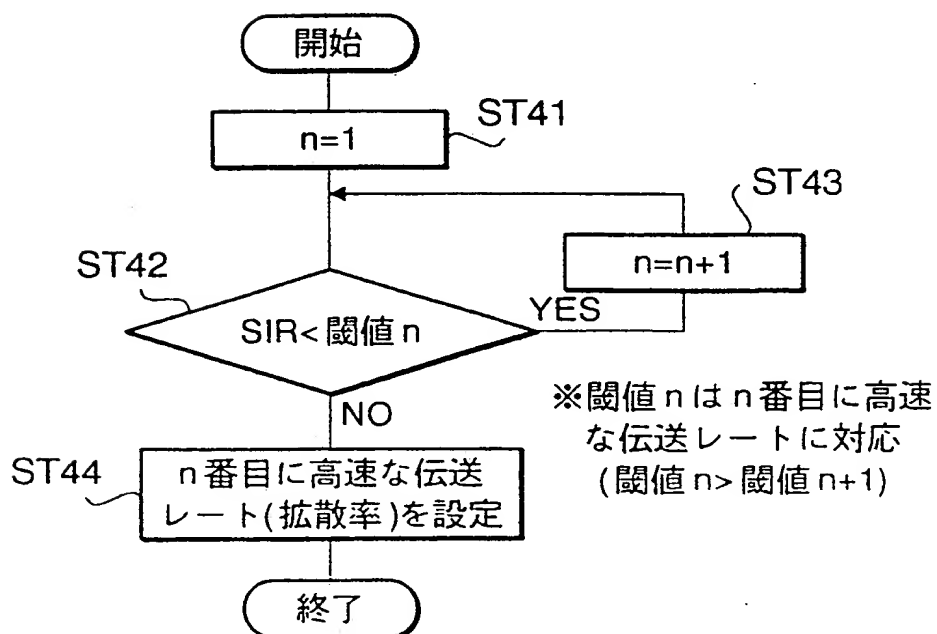 開始
n=1
ST41
ST43
n=n+1
ST42
SIR<閾値n
YES
NO
※閾値nはn番目に高速
な伝送レートに対応
(閾値n>閾値n+1)
ST44
n番目に高速な伝送
レート(拡散率)を設定
終了